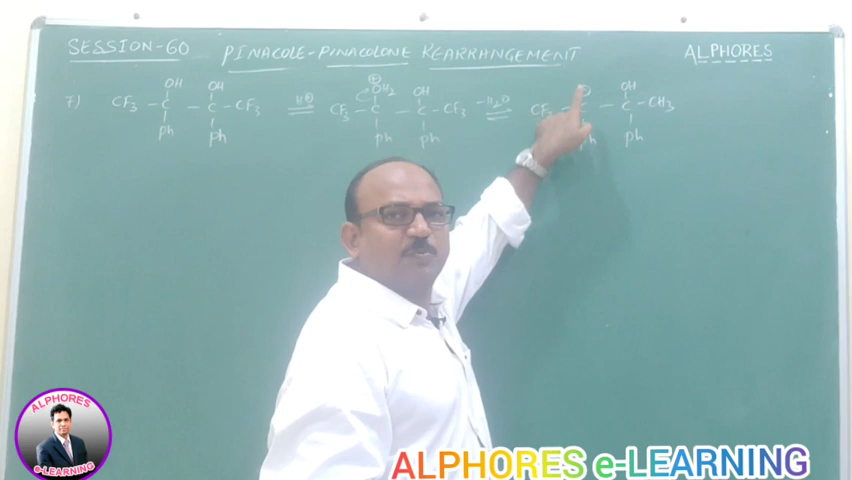 SESSION-60 PINACOLE-PINACOLONE REARRANGEMENT ALPHORES
OH OH ⊕OH₂ OH ⊕ OH
7) CF₃ - C - C - CF₃ H⊕ CF₃ - C - C - CF₃ -H₂O CF₃ - C - C - CH₃
ph ph ph ph ph ph
ALPHORES
e-LEARNING
ALPHORES e-LEARNING